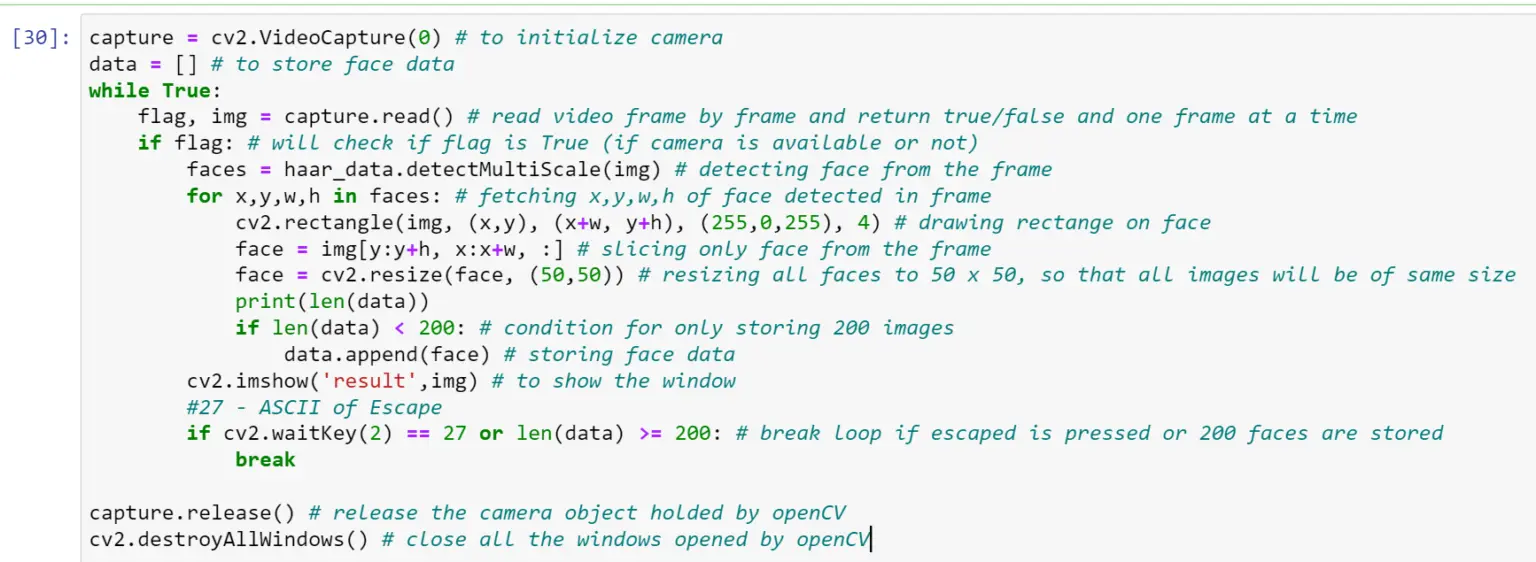 [30]: capture = cv2.VideoCapture(0) # to initialize camera
data = [] # to store face data
while True:
    flag, img = capture.read() # read video frame by frame and return true/false and one frame at a time
    if flag: # will check if flag is True (if camera is available or not)
        faces = haar_data.detectMultiScale(img) # detecting face from the frame
        for x,y,w,h in faces: # fetching x,y,w,h of face detected in frame
            cv2.rectangle(img, (x,y), (x+w, y+h), (255,0,255), 4) # drawing rectange on face
            face = img[y:y+h, x:x+w, :] # slicing only face from the frame
            face = cv2.resize(face, (50,50)) # resizing all faces to 50 x 50, so that all images will be of same size
            print(len(data))
            if len(data) < 200: # condition for only storing 200 images
                data.append(face) # storing face data
        cv2.imshow('result',img) # to show the window
        #27 - ASCII of Escape
        if cv2.waitKey(2) == 27 or len(data) >= 200: # break loop if escaped is pressed or 200 faces are stored
            break
capture.release() # release the camera object holded by openCV
cv2.destroyAllWindows() # close all the windows opened by openCV